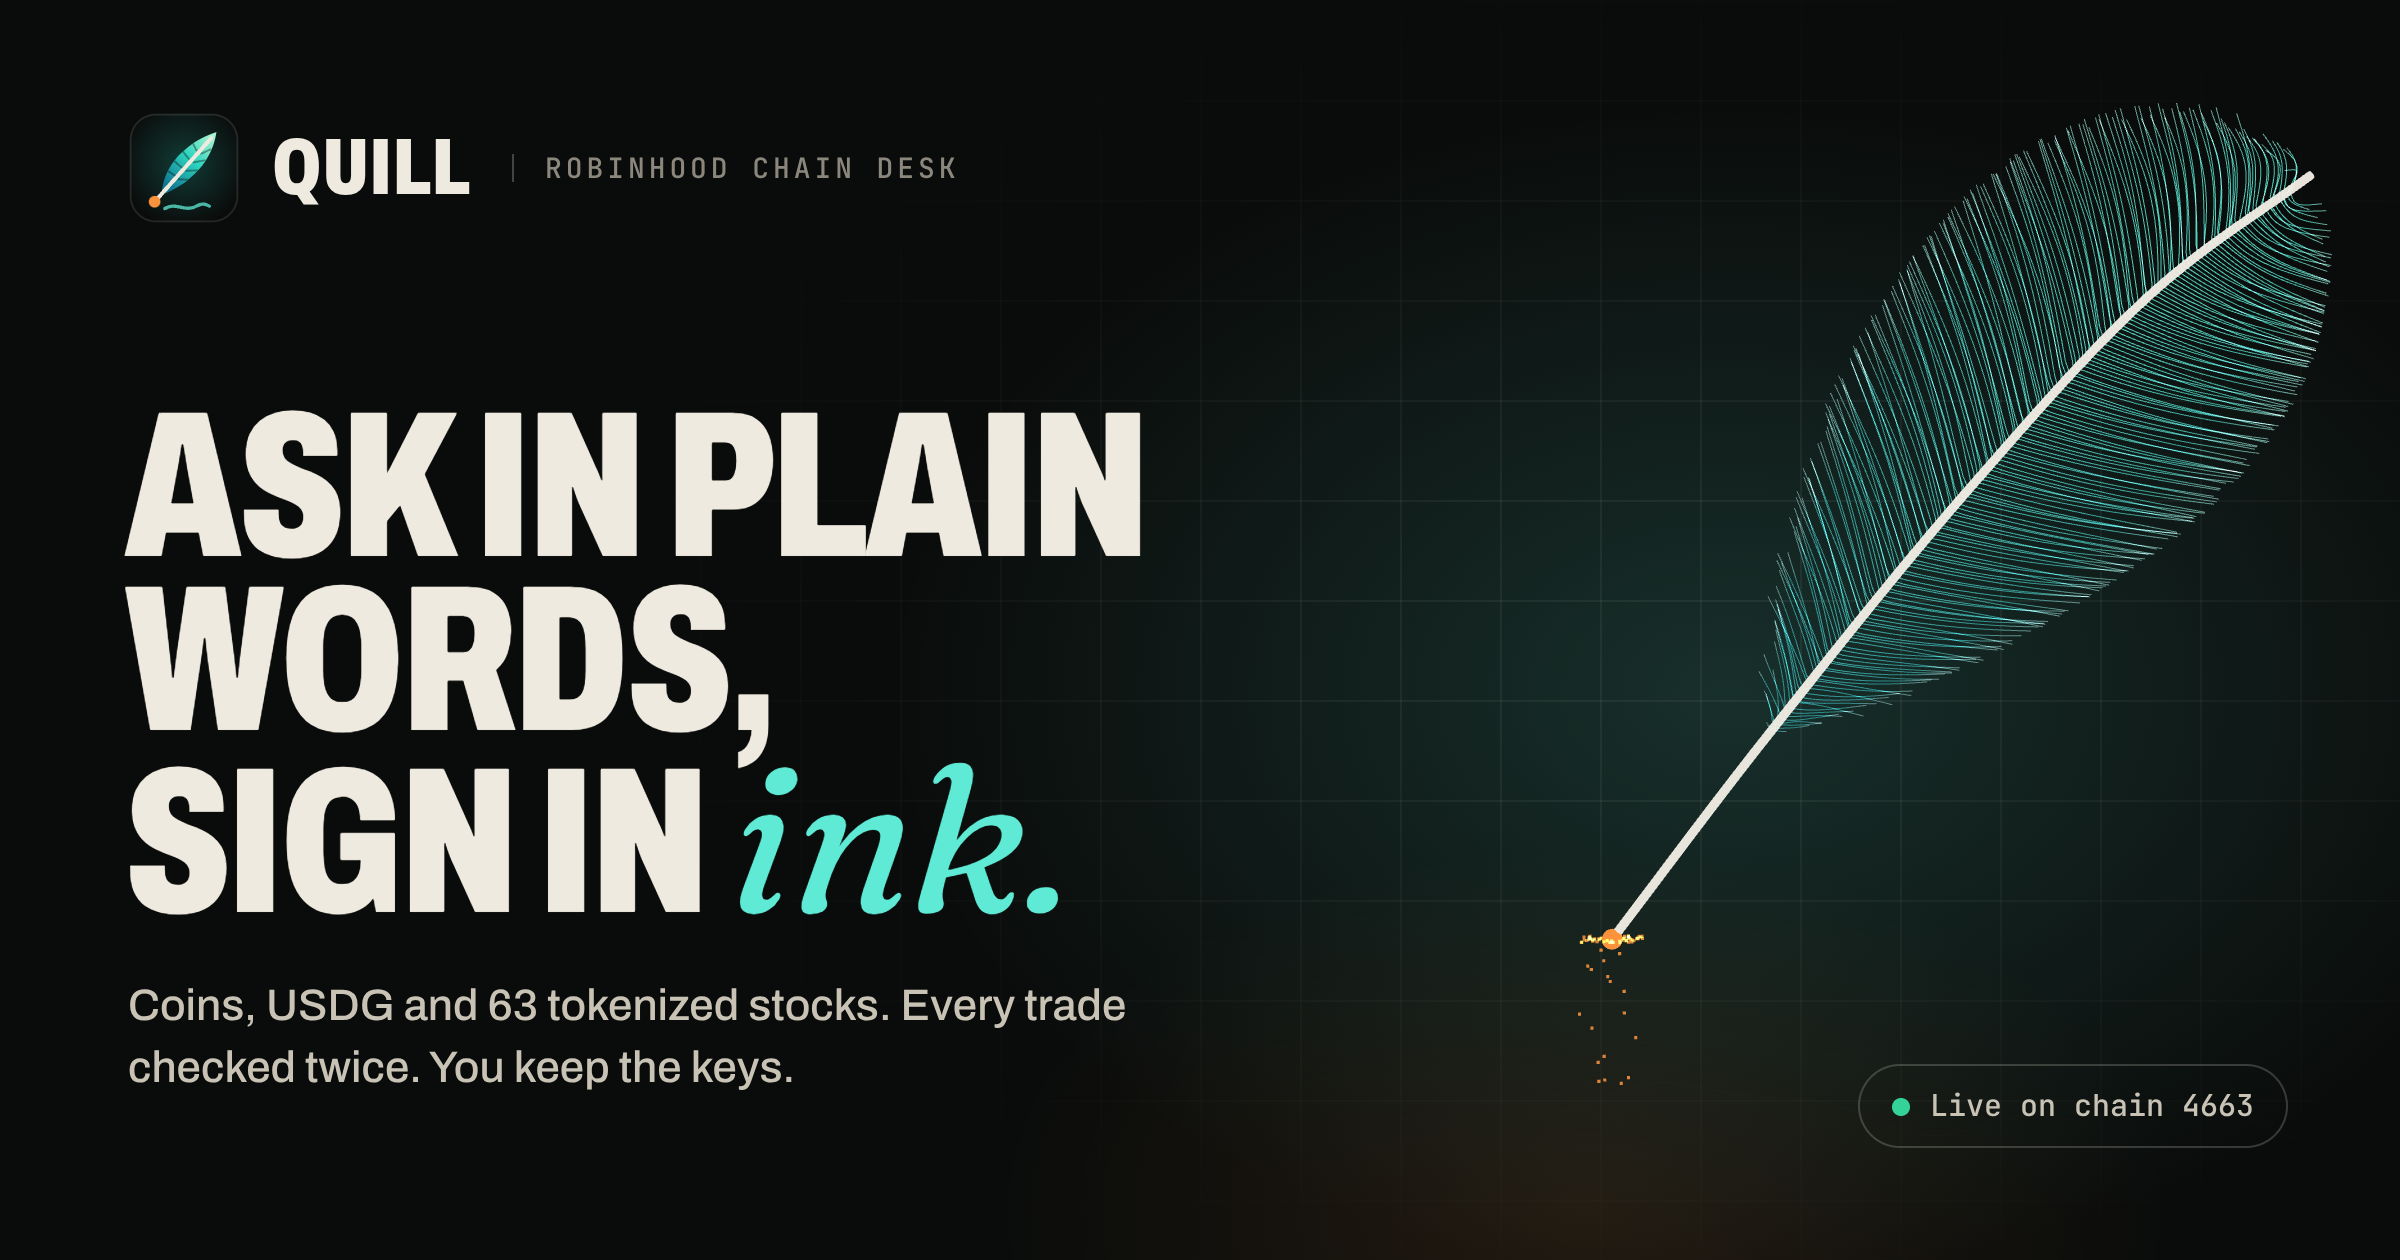 QUILL
ROBINHOOD CHAIN DESK
ASK IN PLAIN
WORDS,
SIGN IN ink.
Coins, USDG and 63 tokenized stocks. Every trade
checked twice. You keep the keys.
Live on chain 4663